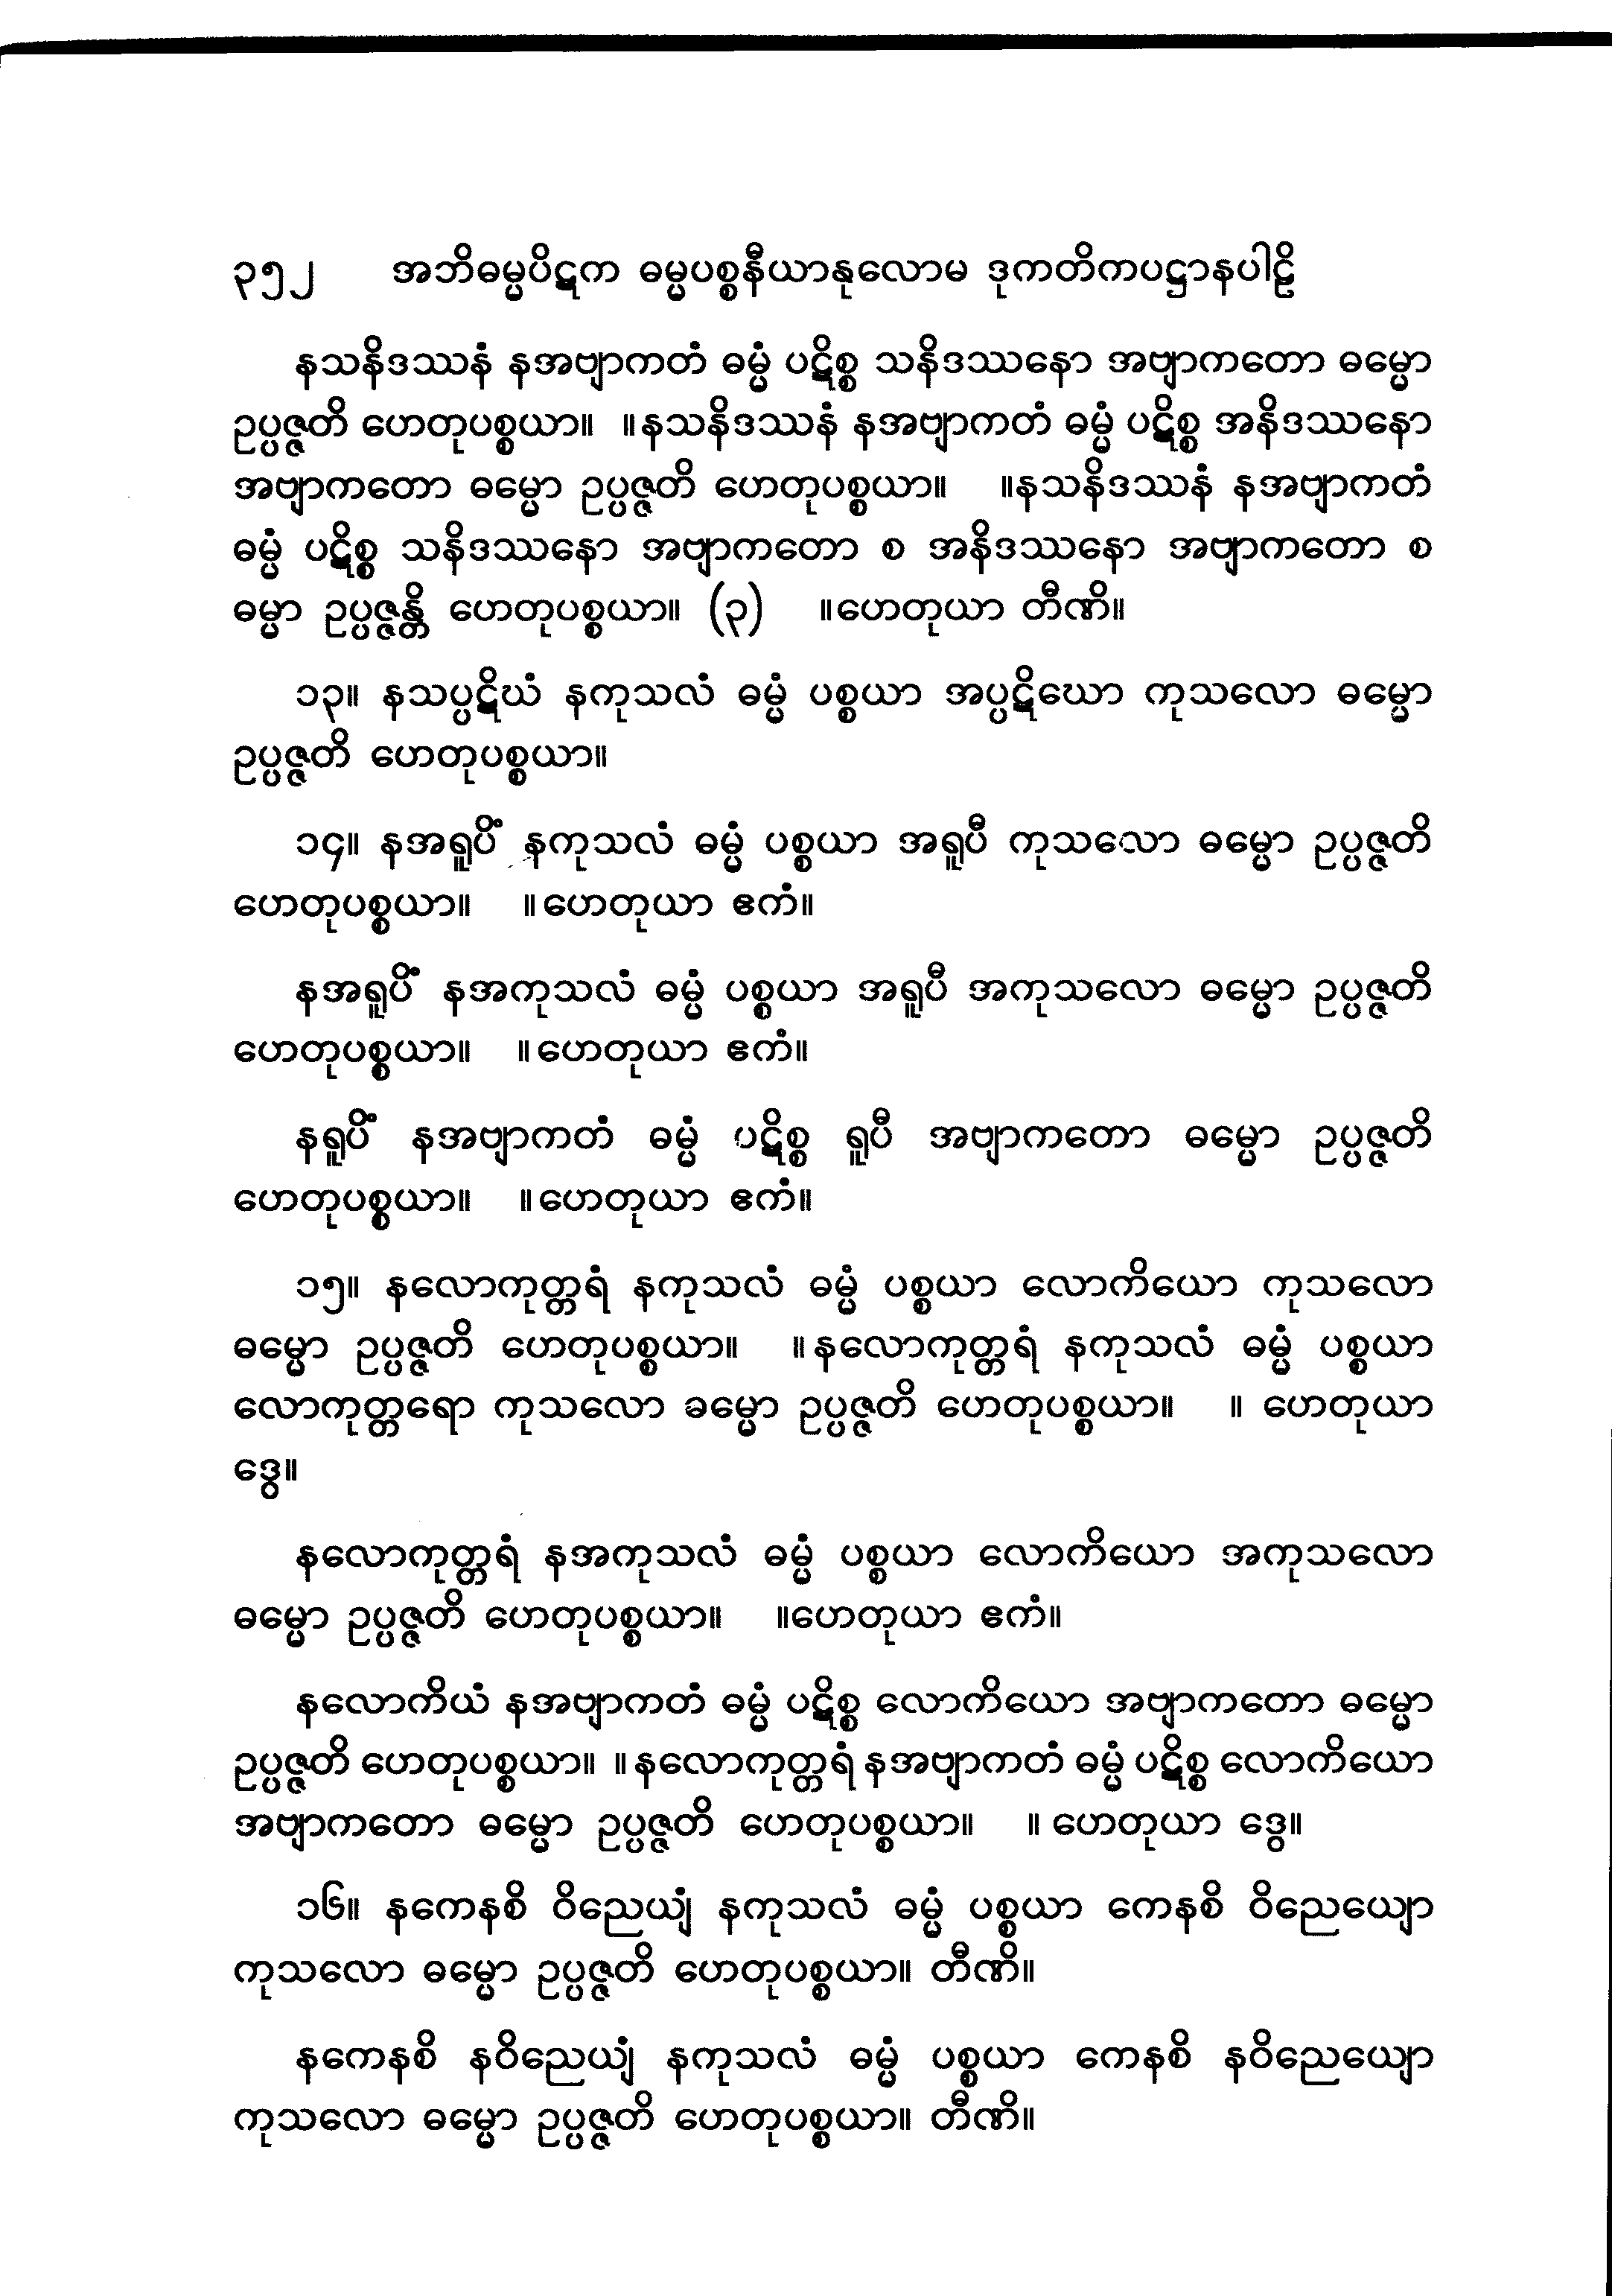 ၃၅၂ အဘိဓမ္မပိဋက ဓမ္မပစ္စနီယာနုလောမ ဒုကတိကပဋ္ဌာနပါဠိ
နသနိဒဿနံ နအဗျာကတံ ဓမ္မံ ပဋိစ္စ သနိဒဿနော အဗျာကတော ဓမ္မော
ဥပ္ပဇ္ဇတိ ဟေတုပစ္စယာ။ ။နသနိဒဿနံ နအဗျာကတံ ဓမ္မံ ပဋိစ္စ အနိဒဿနော
အဗျာကတော ဓမ္မော ဥပ္ပဇ္ဇတိ ဟေတုပစ္စယာ။ ။နသနိဒဿနံ နအဗျာကတံ
ဓမ္မံ ပဋိစ္စ သနိဒဿနော အဗျာကတော စ အနိဒဿနော အဗျာကတော စ
ဓမ္မာ ဥပ္ပဇ္ဇန္တိ ဟေတုပစ္စယာ။ (၃) ။ဟေတုယာ တီဏိ။
၁၃။ နသပ္ပဋိဃံ နကုသလံ ဓမ္မံ ပစ္စယာ အပ္ပဋိဃော ကုသလော ဓမ္မော
ဥပ္ပဇ္ဇတိ ဟေတုပစ္စယာ။
၁၄။ နအရူပိံ နကုသလံ ဓမ္မံ ပစ္စယာ အရူပီ ကုသလော ဓမ္မော ဥပ္ပဇ္ဇတိ
ဟေတုပစ္စယာ။ ။ဟေတုယာ ဧကံ။
နအရူပိံ နအကုသလံ ဓမ္မံ ပစ္စယာ အရူပီ အကုသလော ဓမ္မော ဥပ္ပဇ္ဇတိ
ဟေတုပစ္စယာ။ ။ဟေတုယာ ဧကံ။
နရူပိံ နအဗျာကတံ ဓမ္မံ ပဋိစ္စ ရူပီ အဗျာကတော ဓမ္မော ဥပ္ပဇ္ဇတိ
ဟေတုပစ္စယာ။ ။ဟေတုယာ ဧကံ။
၁၅။ နလောကုတ္တရံ နကုသလံ ဓမ္မံ ပစ္စယာ လောကိယော ကုသလော
ဓမ္မော ဥပ္ပဇ္ဇတိ ဟေတုပစ္စယာ။ ။နလောကုတ္တရံ နကုသလံ ဓမ္မံ ပစ္စယာ
လောကုတ္တရော ကုသလော ခမ္မော ဥပ္ပဇ္ဇတိ ဟေတုပစ္စယာ။ ။ ဟေတုယာ
ဒွေ။
နလောကုတ္တရံ နအကုသလံ ဓမ္မံ ပစ္စယာ လောကိယော အကုသလော
ဓမ္မော ဥပ္ပဇ္ဇတိ ဟေတုပစ္စယာ။ ။ဟေတုယာ ဧကံ။
နလောကိယံ နအဗျာကတံ ဓမ္မံ ပဋိစ္စ လောကိယော အဗျာကတော ဓမ္မော
ဥပ္ပဇ္ဇတိ ဟေတုပစ္စယာ။ ။နလောကုတ္တရံ နအဗျာကတံ ဓမ္မံ ပဋိစ္စ လောကိယော
အဗျာကတော ဓမ္မော ဥပ္ပဇ္ဇတိ ဟေတုပစ္စယာ။ ။ ဟေတုယာ ဒွေ။
၁၆။ နကေနစိ ဝိညေယျံ နကုသလံ ဓမ္မံ ပစ္စယာ ကေနစိ ဝိညေယျော
ကုသလော ဓမ္မော ဥပ္ပဇ္ဇတိ ဟေတုပစ္စယာ။ တီဏိ။
နကေနစိ နဝိညေယျံ နကုသလံ ဓမ္မံ ပစ္စယာ ကေနစိ နဝိညေယျော
ကုသလော ဓမ္မော ဥပ္ပဇ္ဇတိ ဟေတုပစ္စယာ။ တီဏိ။